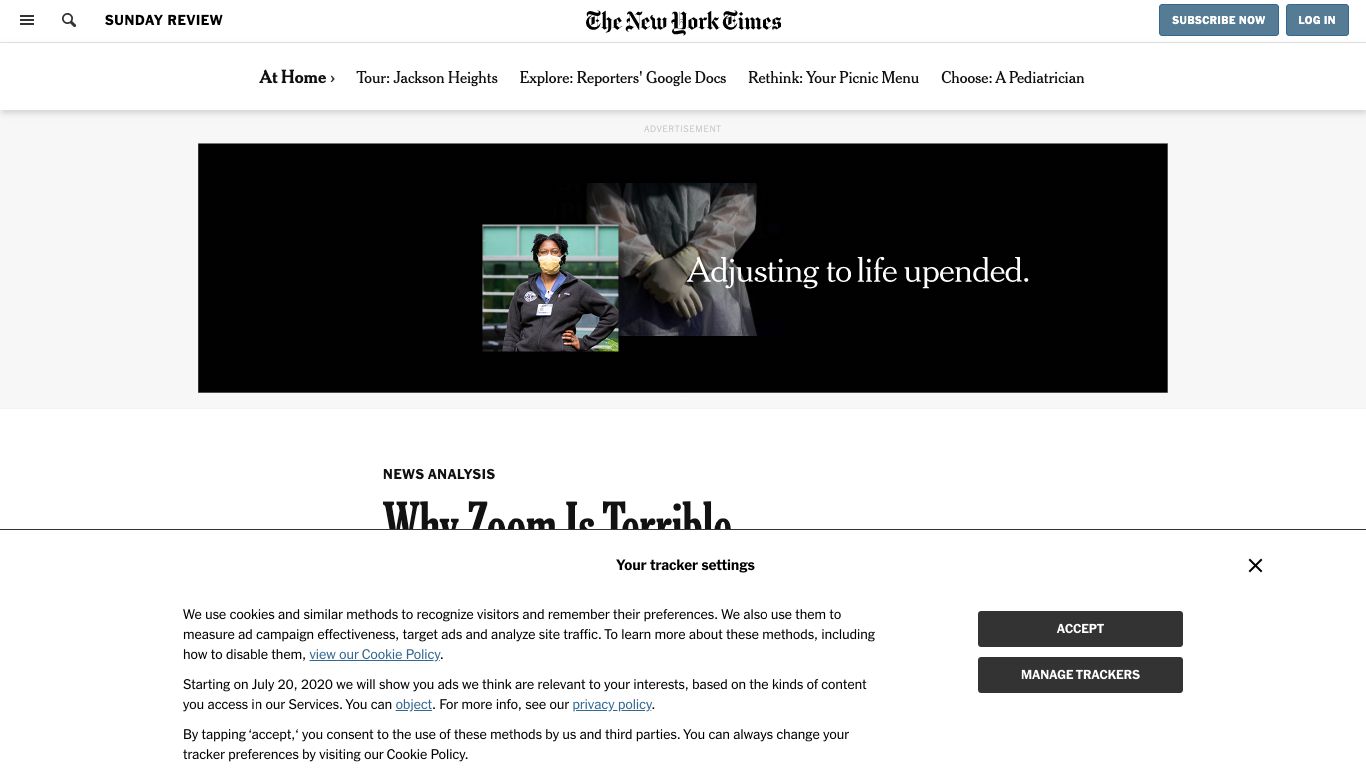 SUNDAY REVIEW
The New York Times
SUBSCRIBE NOW
LOG IN
At Home ›
Tour: Jackson Heights
Explore: Reporters' Google Docs
Rethink: Your Picnic Menu
Choose: A Pediatrician
ADVERTISEMENT
Adjusting to life upended.
NEWS ANALYSIS
Why Zoom Is Terrible
Your tracker settings
We use cookies and similar methods to recognize visitors and remember their preferences. We also use them to
measure ad campaign effectiveness, target ads and analyze site traffic. To learn more about these methods, including
how to disable them, view our Cookie Policy.
Starting on July 20, 2020 we will show you ads we think are relevant to your interests, based on the kinds of content
you access in our Services. You can object. For more info, see our privacy policy.
By tapping ‘accept,‘ you consent to the use of these methods by us and third parties. You can always change your
tracker preferences by visiting our Cookie Policy.
ACCEPT
MANAGE TRACKERS